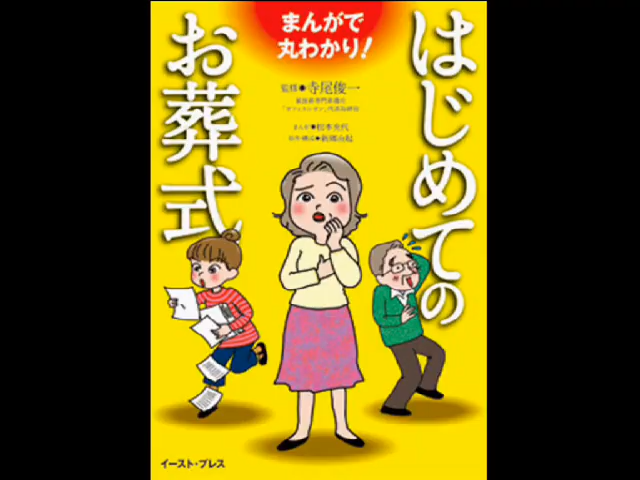 まんがで
丸わかり!
はじめての
お葬式
監修●寺尾俊一
イースト・プレス